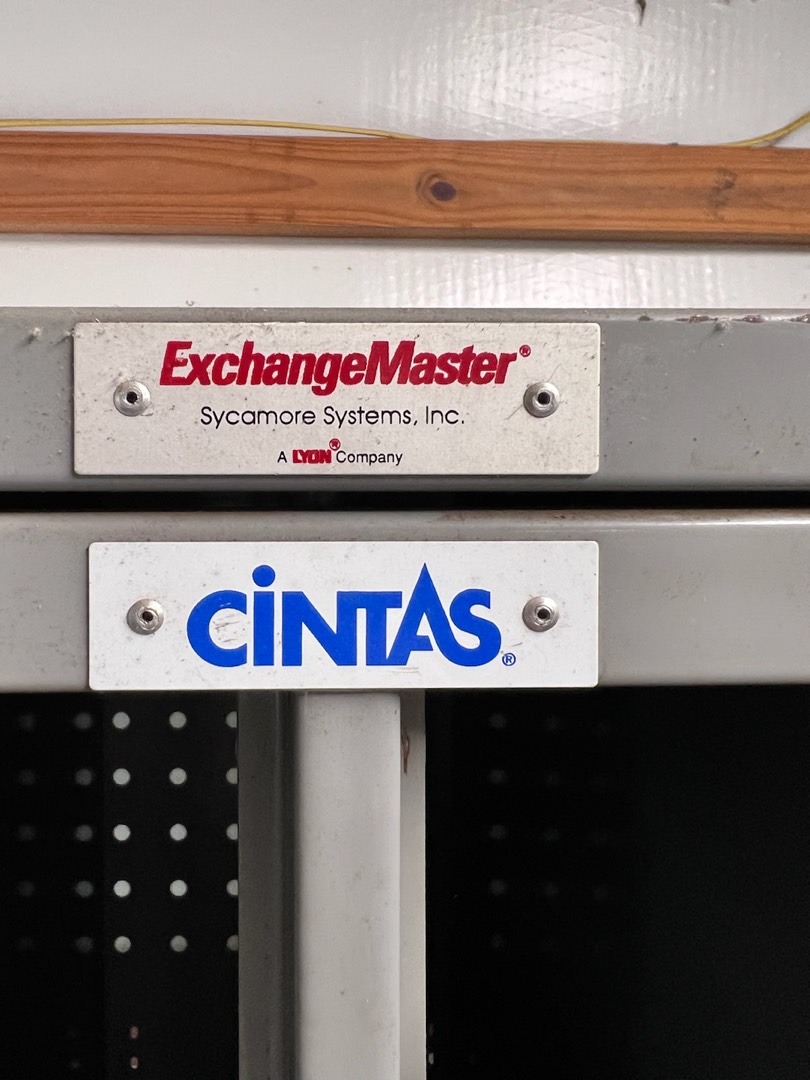 ExchangeMaster®
Sycamore Systems, Inc.
A LYON® Company
CiNTAS®